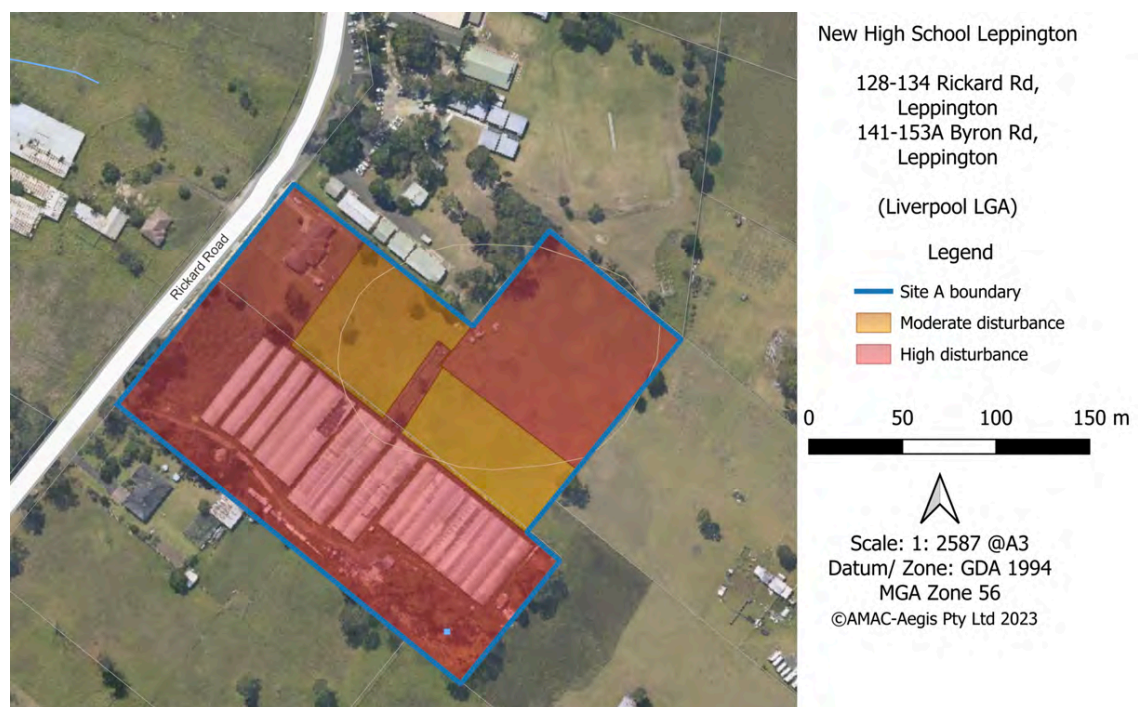 New High School Leppington
128-134 Rickard Rd,
Leppington
141-153A Byron Rd,
Leppington
(Liverpool LGA)
Legend
Site A boundary
Moderate disturbance
High disturbance
0 50 100 150 m
Scale: 1: 2587 @A3
Datum/ Zone: GDA 1994
MGA Zone 56
©AMAC-Aegis Pty Ltd 2023
Rickard Road